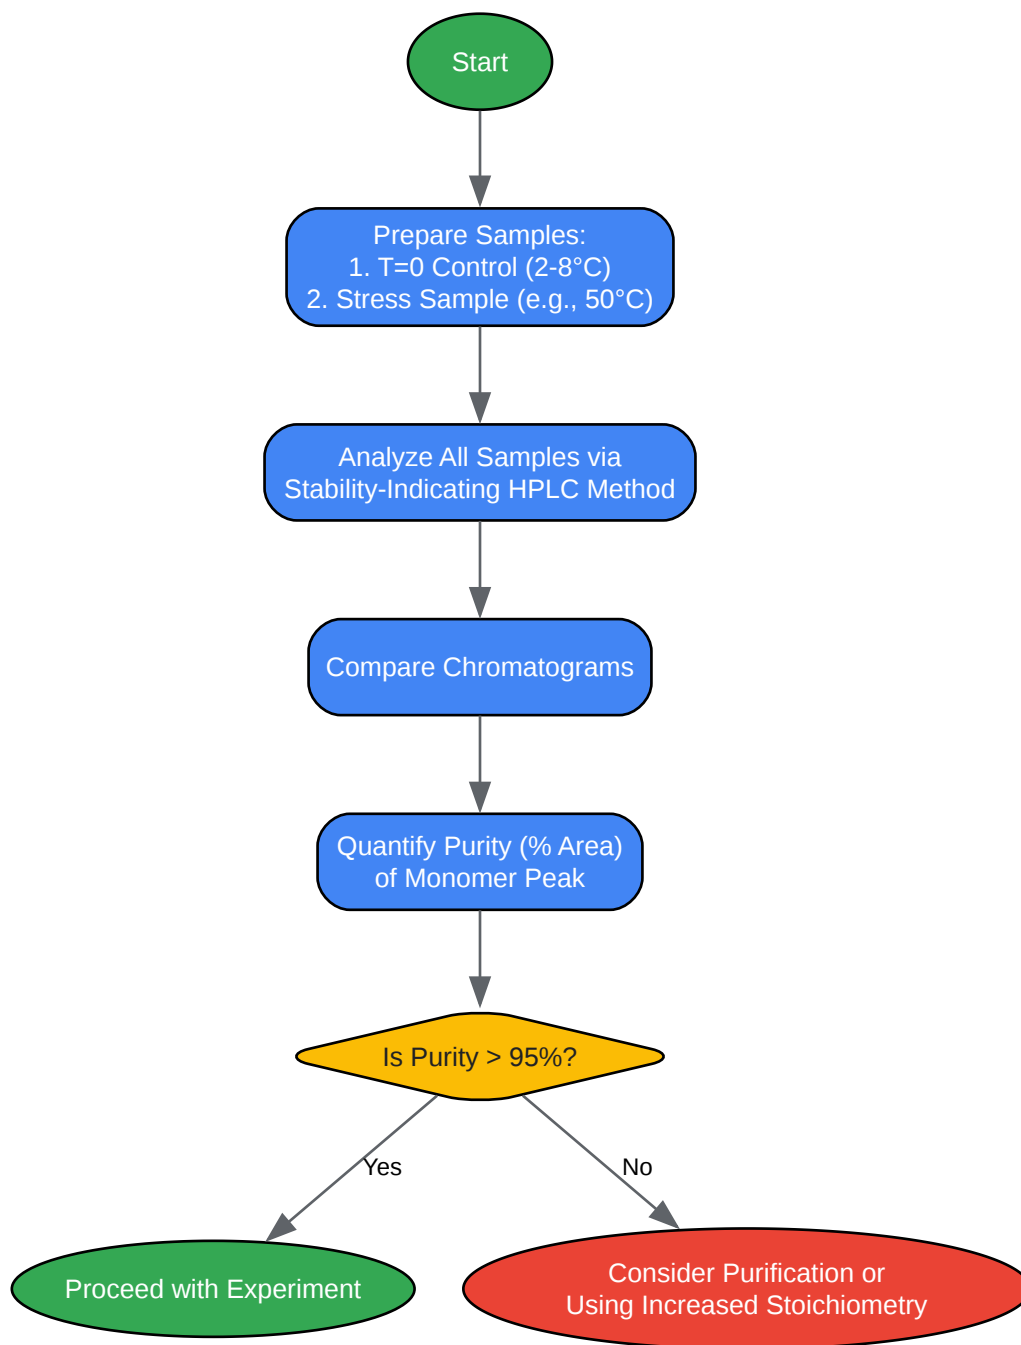 Start
Prepare Samples:
1. T=0 Control (2-8°C)
2. Stress Sample (e.g., 50°C)
Analyze All Samples via
Stability-Indicating HPLC Method
Compare Chromatograms
Quantify Purity (% Area)
of Monomer Peak
Is Purity > 95%?
Yes
No
Proceed with Experiment
Consider Purification or
Using Increased Stoichiometry